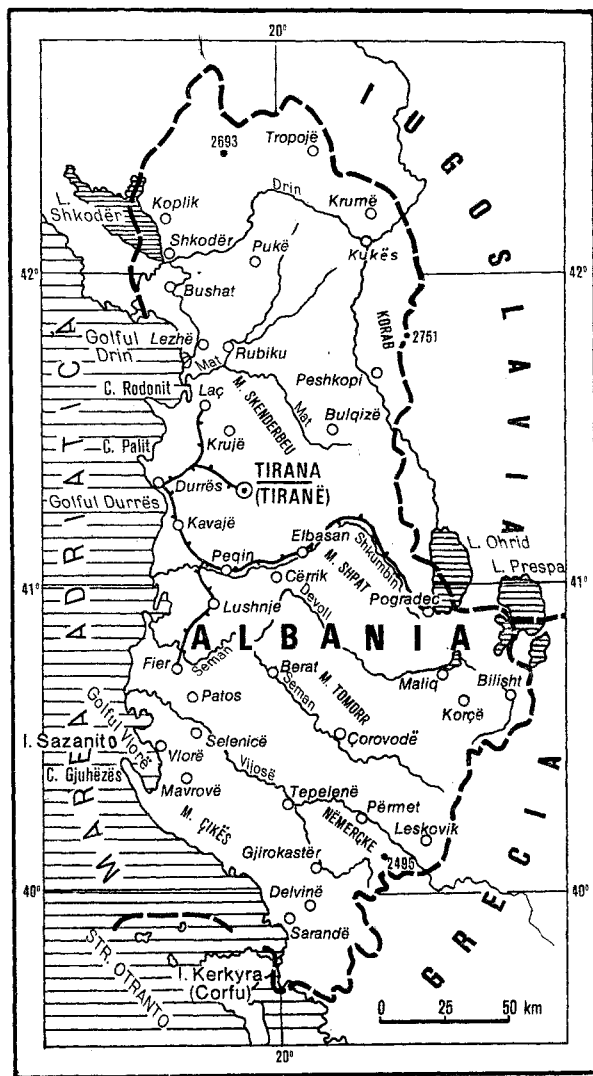 20°
IUGOSLAVIA
2693
Tropojë
L. Shkodër
Koplik
Drin
Krumë
Shkodër
Pukë
Kukës
42°
42°
Bushat
Golful Drin
Lezhë
Mat
Rubiku
KORAB
2751
C. Rodonit
Laç
M. SKENDERBEU
Peshkopi
Mat
Bulqizë
C. Palit
Krujë
TIRANA
(TIRANË)
Durrës
Golful Durrës
Kavajë
Elbasan
Shkumbin
L. Ohrid
L. Prespa
Peqin
Cërrik
M. SHPAT
41°
41°
Lushnje
Devoll
Pogradec
ALBANIA
Fier
Seman
Berat
Maliq
Bilisht
Patos
Seman
M. TOMORR
Korçë
Golful Vlorë
I. Sazanito
Selenicë
Çorovodë
Vlorë
C. Gjuhëzës
Mavrovë
Vijosë
Tepelenë
Përmet
M. ÇIKËS
NËMERÇKE
Leskovik
2495
Gjirokastër
40°
40°
Delvinë
Sarandë
MAREA ADRIATICA
STR. OTRANTO
I. Kerkyra
(Corfu)
GRECIA
0 25 50 km
20°